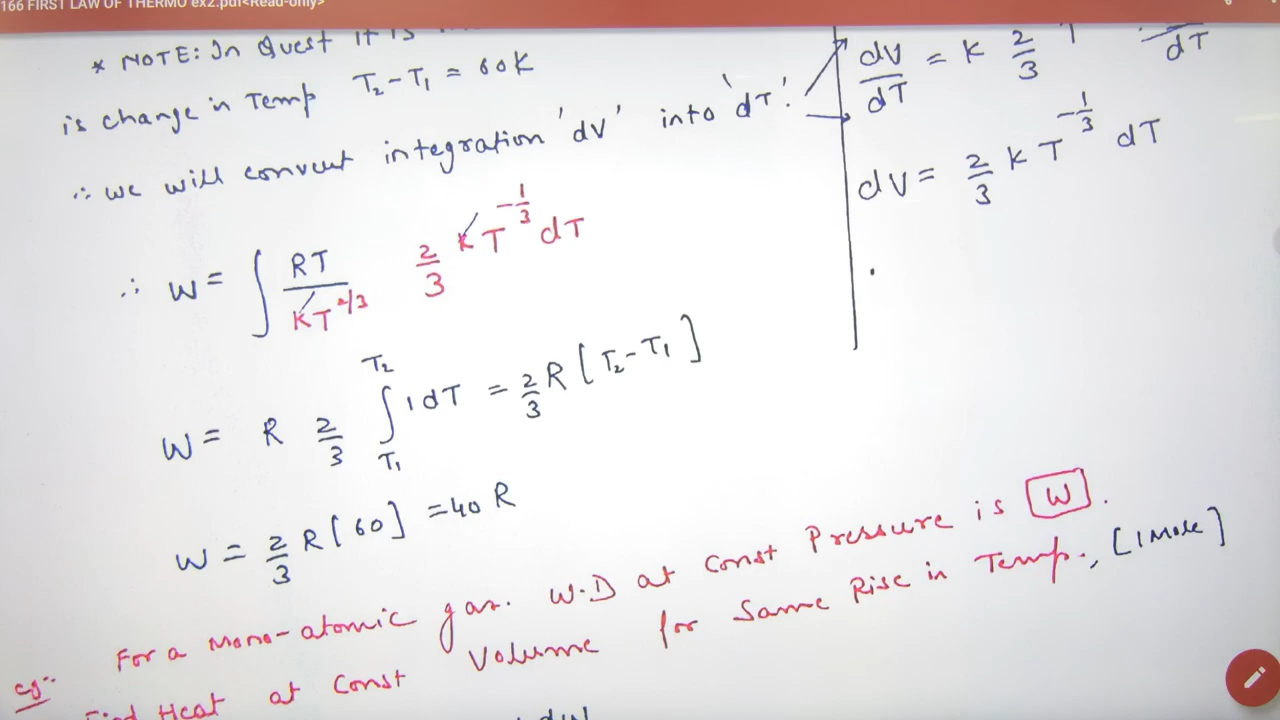 166 FIRST LAW OF THERMO ex2.pdf<Read-only>
* NOTE: In Quest it is
is change in Temp T₂-T₁ = 60K
∴ we will convert integration 'dv' into 'dT'.
dv/dT = K 2/3 T dT
dv = 2/3 K T^-1/3 dT
∴ W = ∫ RT/KT^2/3 2/3 K T^-1/3 dT
W = R 2/3 ∫T₁^T₂ 1dT = 2/3 R [T₂-T₁]
W = 2/3 R [60] = 40 R
eg:- For a Mono-atomic gas. W.D at const Pressure is W.
Find Heat at Const Volume for Same Rise in Temp., [1 Mole]